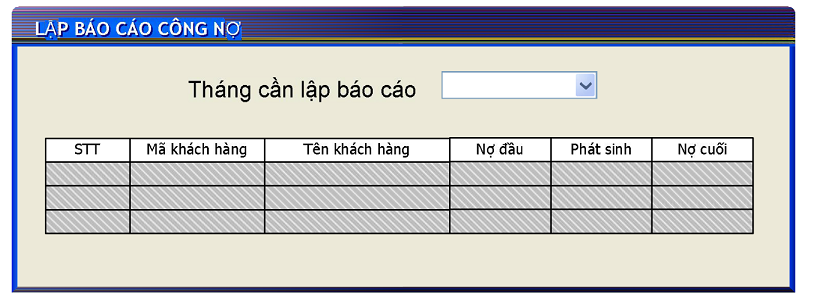 LẬP BÁO CÁO CÔNG NỢ
Tháng cần lập báo cáo
STT Mã khách hàng Tên khách hàng Nợ đầu Phát sinh Nợ cuối